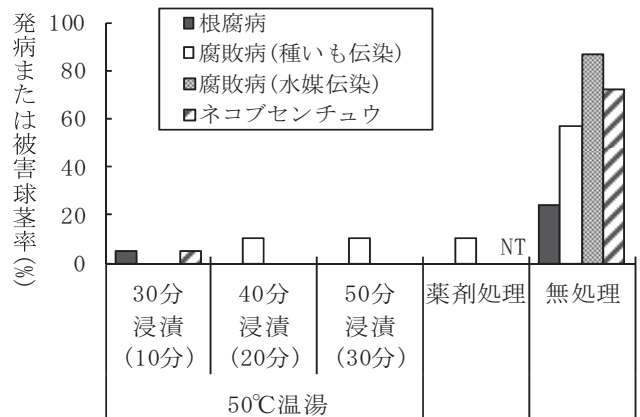 発病または被害球茎率(%)
100
80
60
40
20
0
根腐病
腐敗病(種いも伝染)
腐敗病(水媒伝染)
ネコブセンチュウ
NT
30分
浸漬
(10分)
40分
浸漬
(20分)
50分
浸漬
(30分)
薬剤処理
無処理
50℃温湯